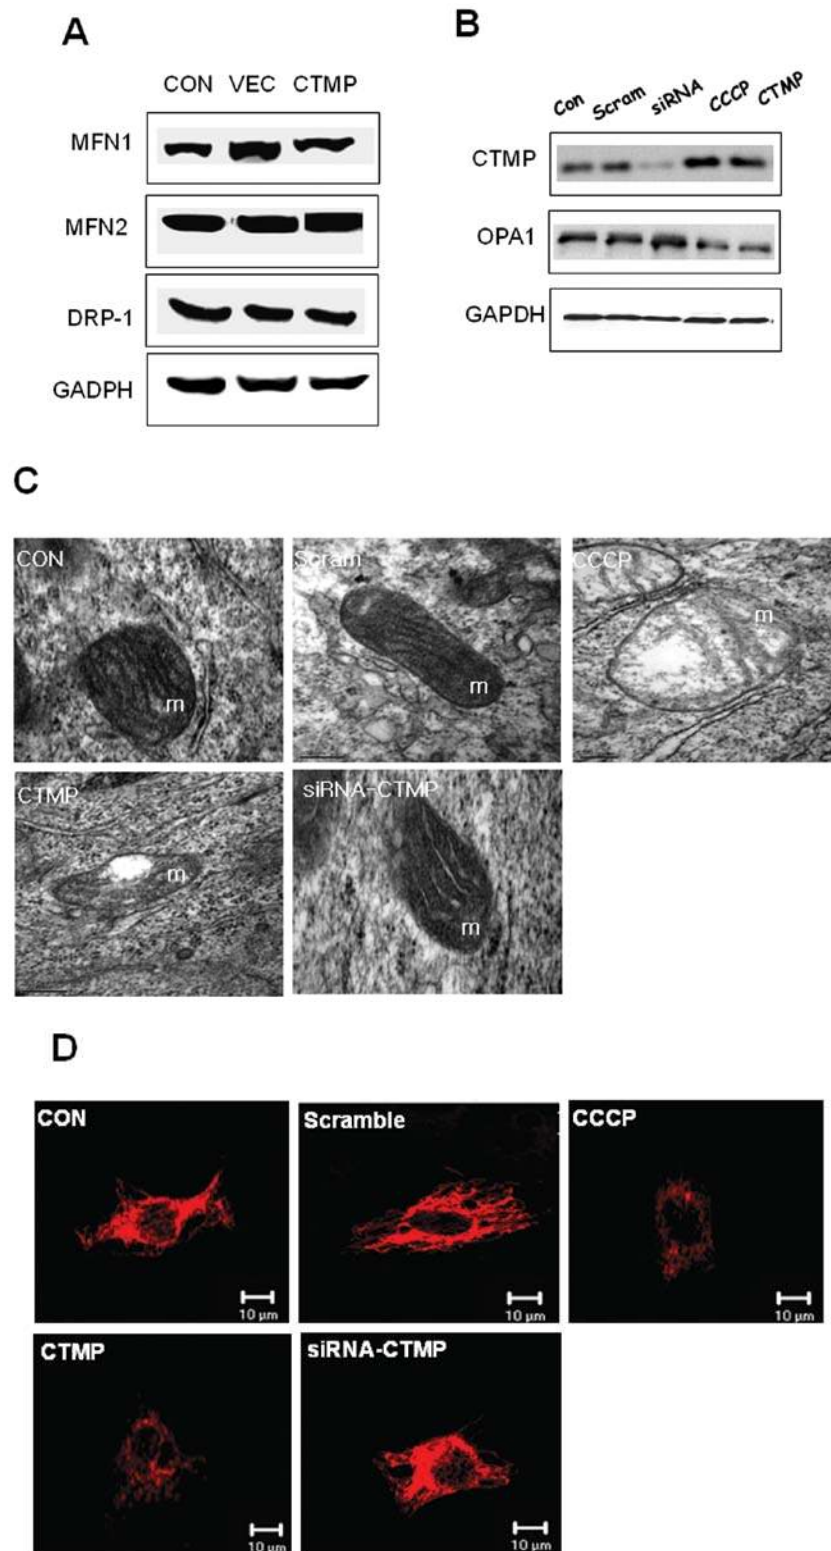 A
CON VEC CTMP
MFN1
MFN2
DRP-1
GADPH
B
Con Scram siRNA CCCP CTMP
CTMP
OPA1
GAPDH
C
CON
m
Scram
m
CCCP
m
CTMP
m
siRNA-CTMP
m
D
CON
10 µm
Scramble
10 µm
CCCP
10 µm
CTMP
10 µm
siRNA-CTMP
10 µm